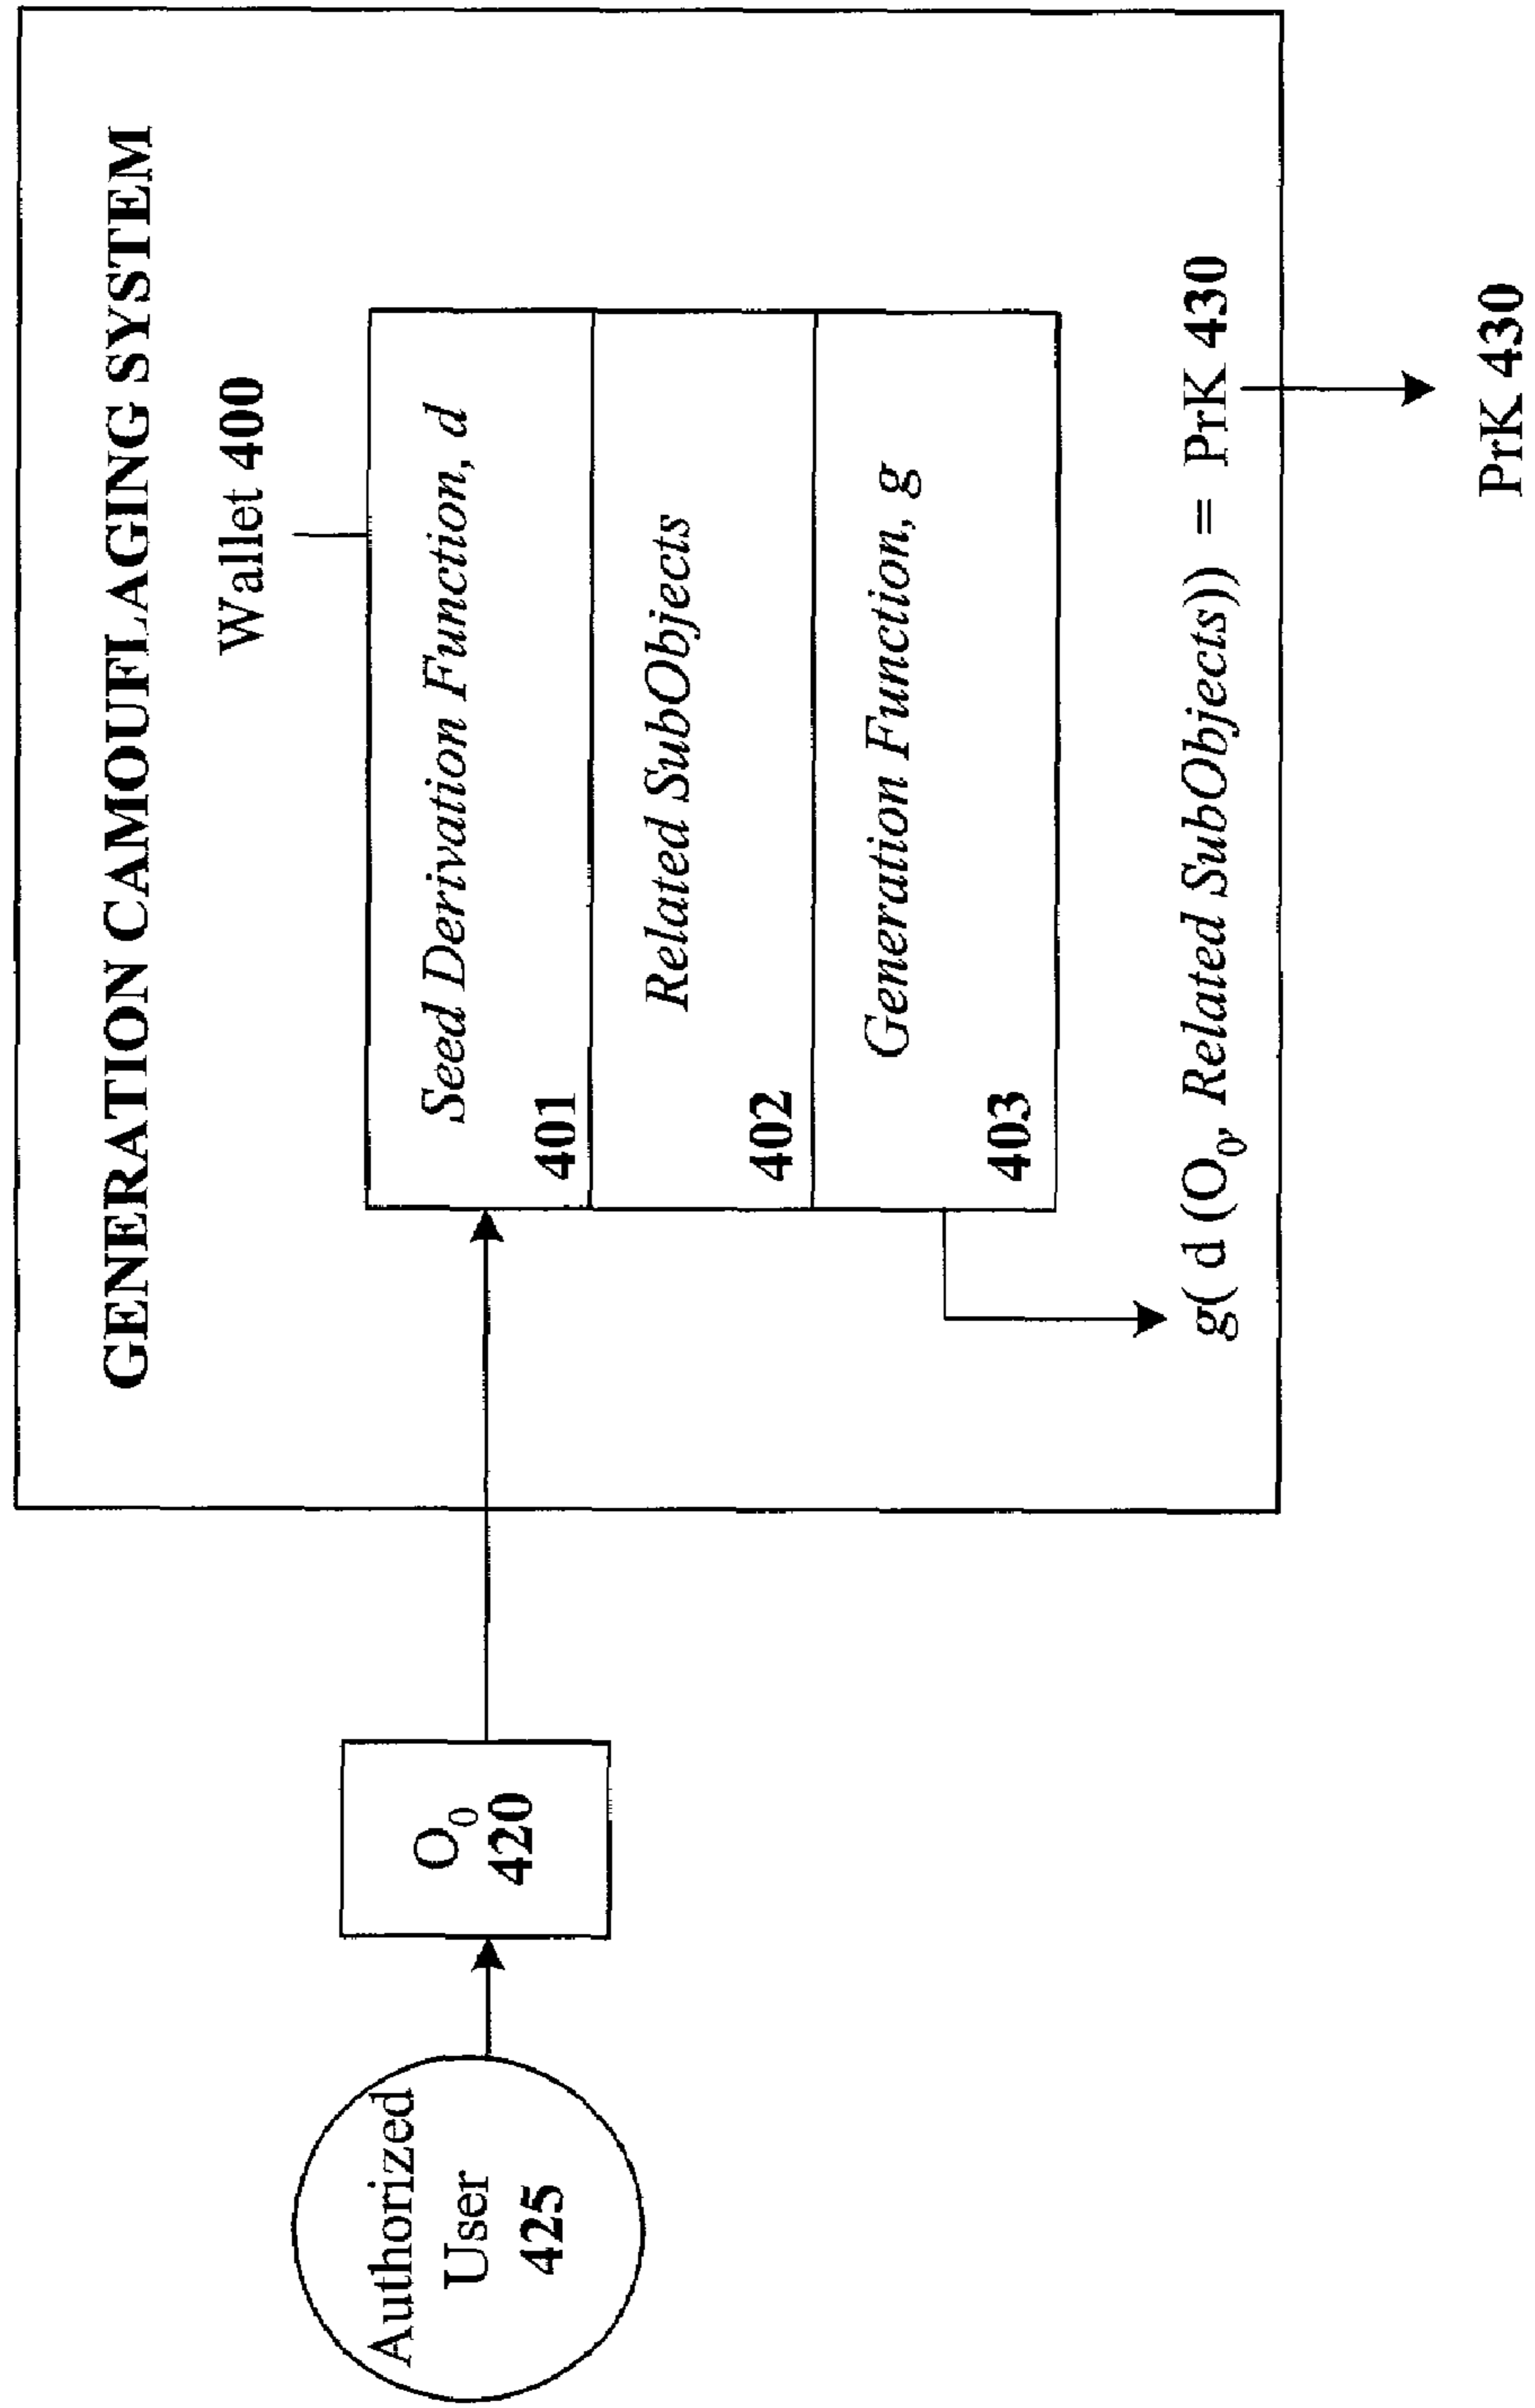 GENERATION CAMOUFLAGING SYSTEM
Wallet 400
Authorized
User
425
O₀
420
Seed Derivation Function, d
401
Related SubObjects
402
Generation Function, g
403
g( d (O₀, Related SubObjects)) = PrK 430
PrK 430